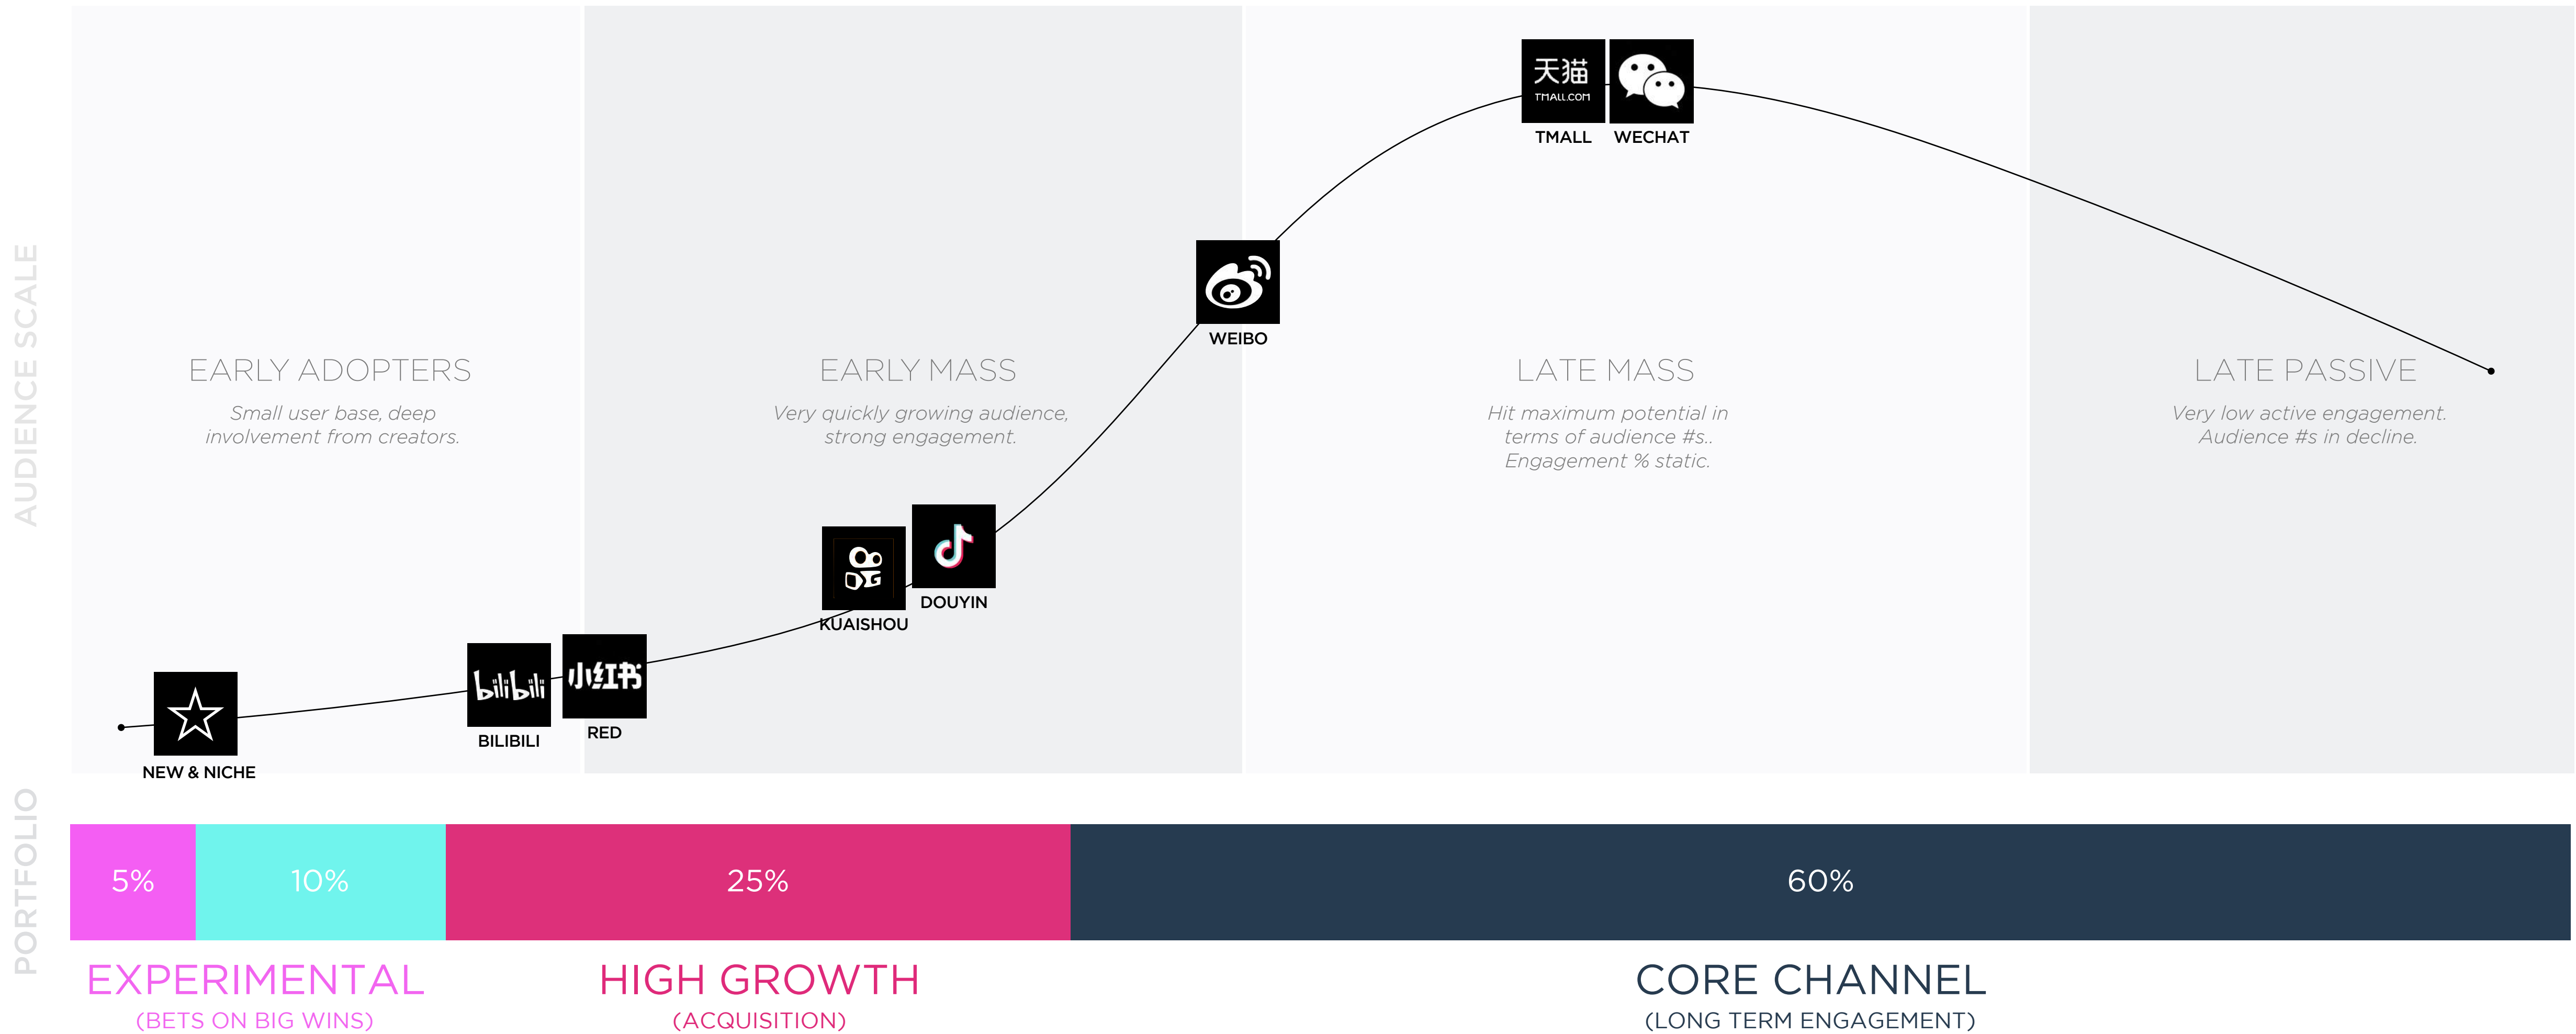 AUDIENCE SCALE
天猫
TMALL.COM
TMALL
WECHAT
WEIBO
EARLY ADOPTERS
Small user base, deep
involvement from creators.
EARLY MASS
Very quickly growing audience,
strong engagement.
LATE MASS
Hit maximum potential in
terms of audience #s..
Engagement % static.
LATE PASSIVE
Very low active engagement.
Audience #s in decline.
KUAISHOU
DOUYIN
bilibili
BILIBILI
小红书
RED
NEW & NICHE
PORTFOLIO
5%
10%
25%
60%
EXPERIMENTAL
(BETS ON BIG WINS)
HIGH GROWTH
(ACQUISITION)
CORE CHANNEL
(LONG TERM ENGAGEMENT)